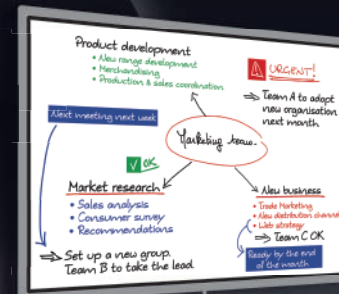 Product development
• New range development
• Merchandising
• Production & sales coordination
URGENT!
⇒ Team A to adopt
new organisation
next month
Next meeting next week
Marketing team.
OK
Market research
• Sales analysis
• Consumer survey
• Recommendations
New business
• Trade Marketing
• New distribution channel
• Web strategy
⇒ Team C OK
⇒ Set up a new group.
Team B to take the lead
Ready by the end
of the month